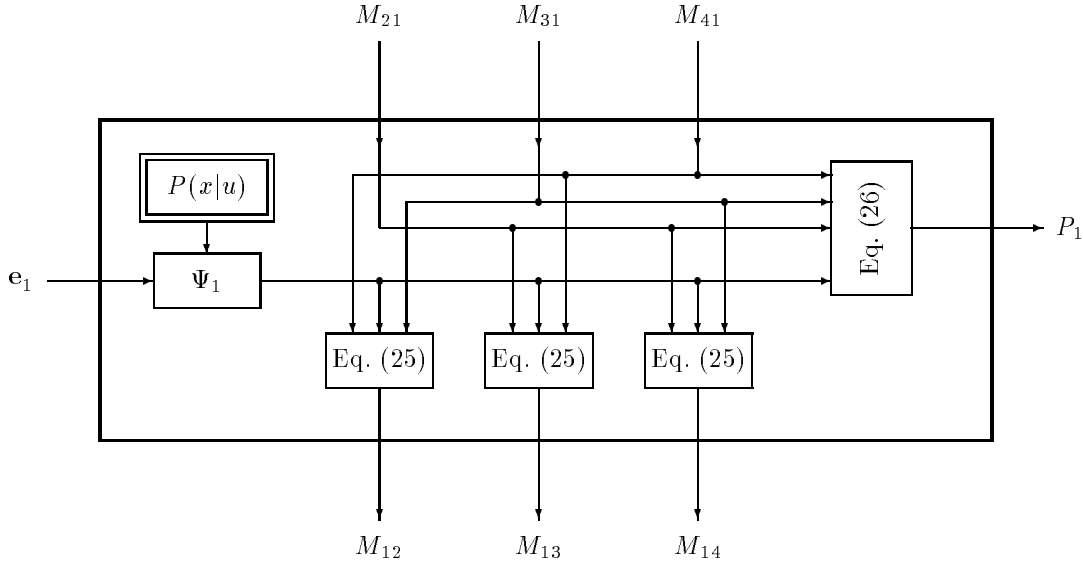 M21 M31 M41
P(x|u)
Eq. (26)
P1
e1
Ψ1
Eq. (25) Eq. (25) Eq. (25)
M12 M13 M14